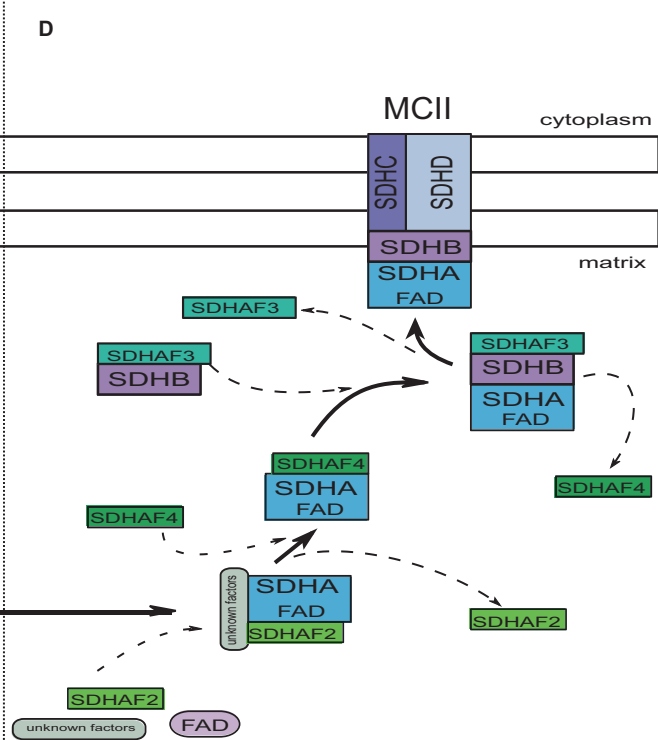 D
MCII
cytoplasm
SDHC
SDHD
SDHB
matrix
SDHA
FAD
SDHAF3
SDHAF3
SDHB
SDHAF3
SDHB
SDHA
FAD
SDHAF4
SDHA
FAD
SDHAF4
SDHAF4
unknown factors
SDHA
FAD
SDHAF2
SDHAF2
SDHAF2
unknown factors
FAD